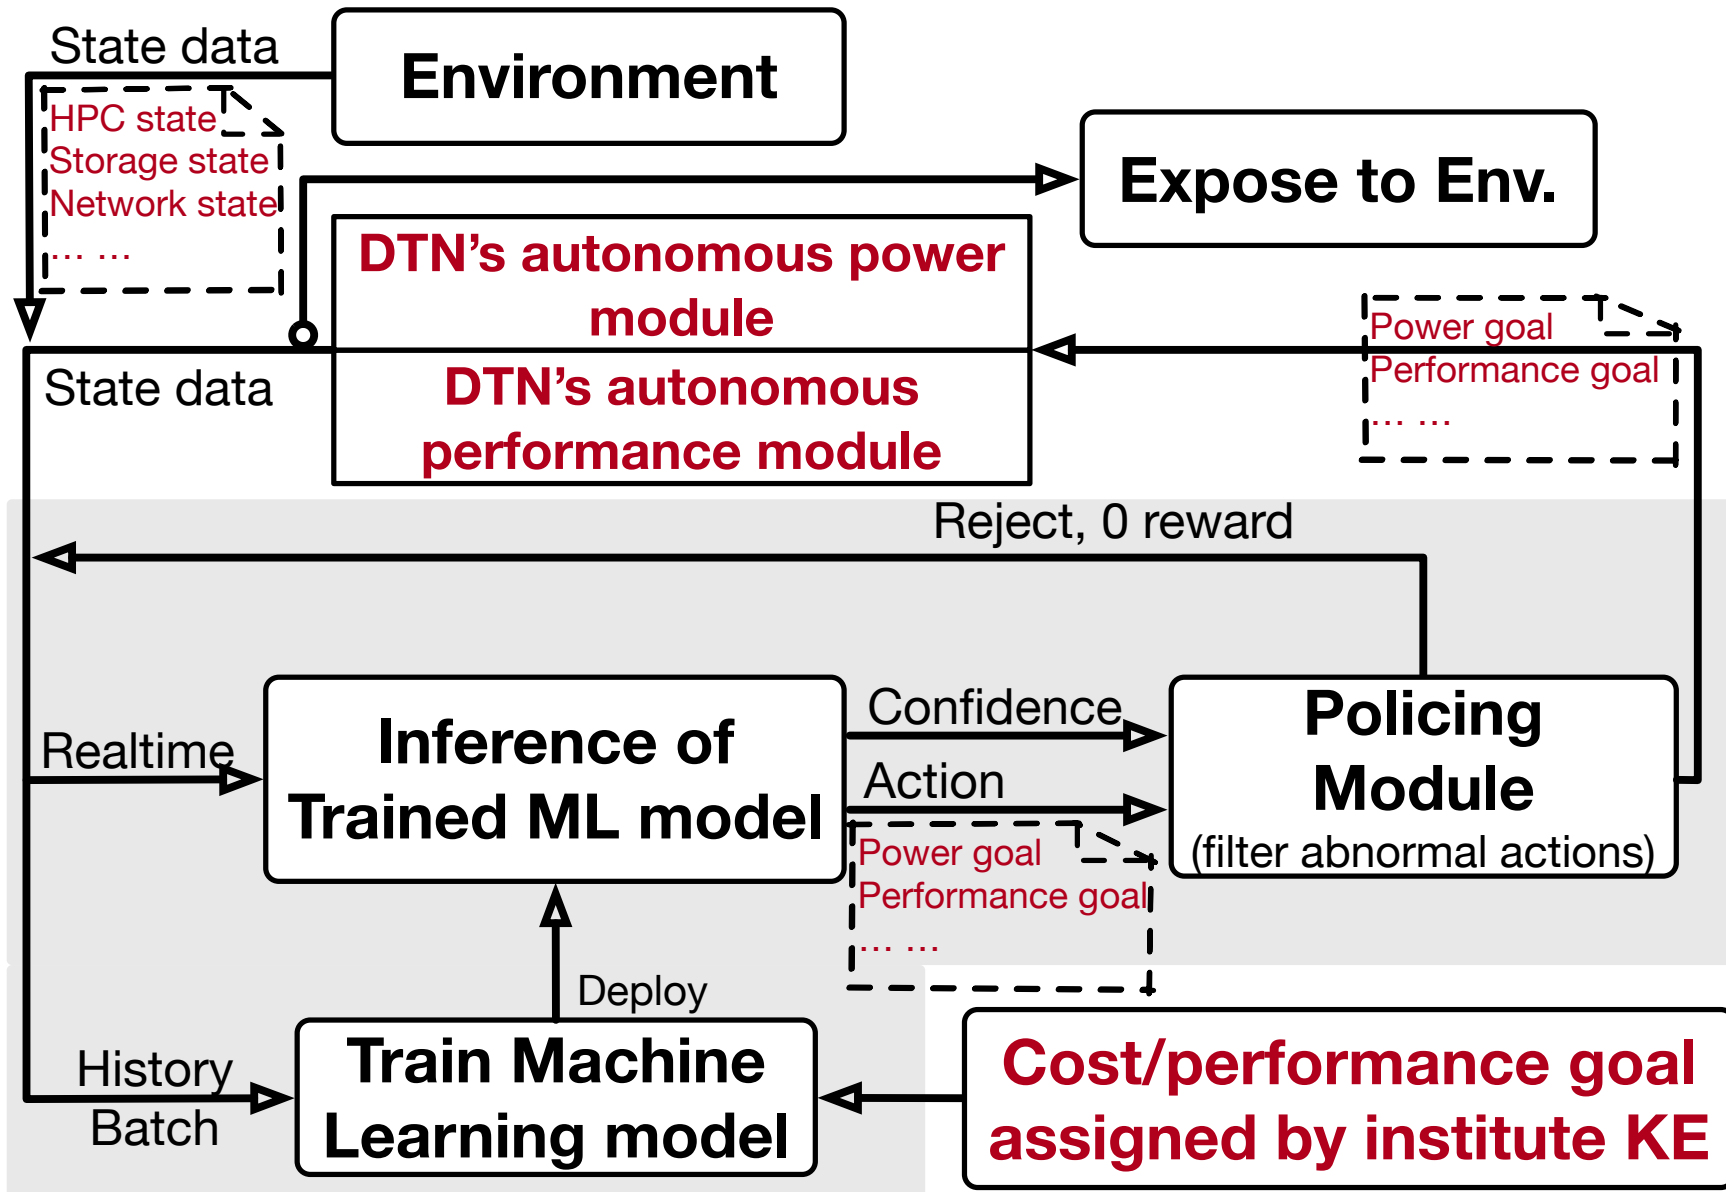 State data
Environment
HPC state
Storage state
Network state
... ...
Expose to Env.
DTN’s autonomous power
module
State data
DTN’s autonomous
performance module
Power goal
Performance goal
... ...
Reject, 0 reward
Realtime
Inference of
Trained ML model
Confidence
Action
Power goal
Performance goal
... ...
Policing
Module
(filter abnormal actions)
Deploy
History
Batch
Train Machine
Learning model
Cost/performance goal
assigned by institute KE